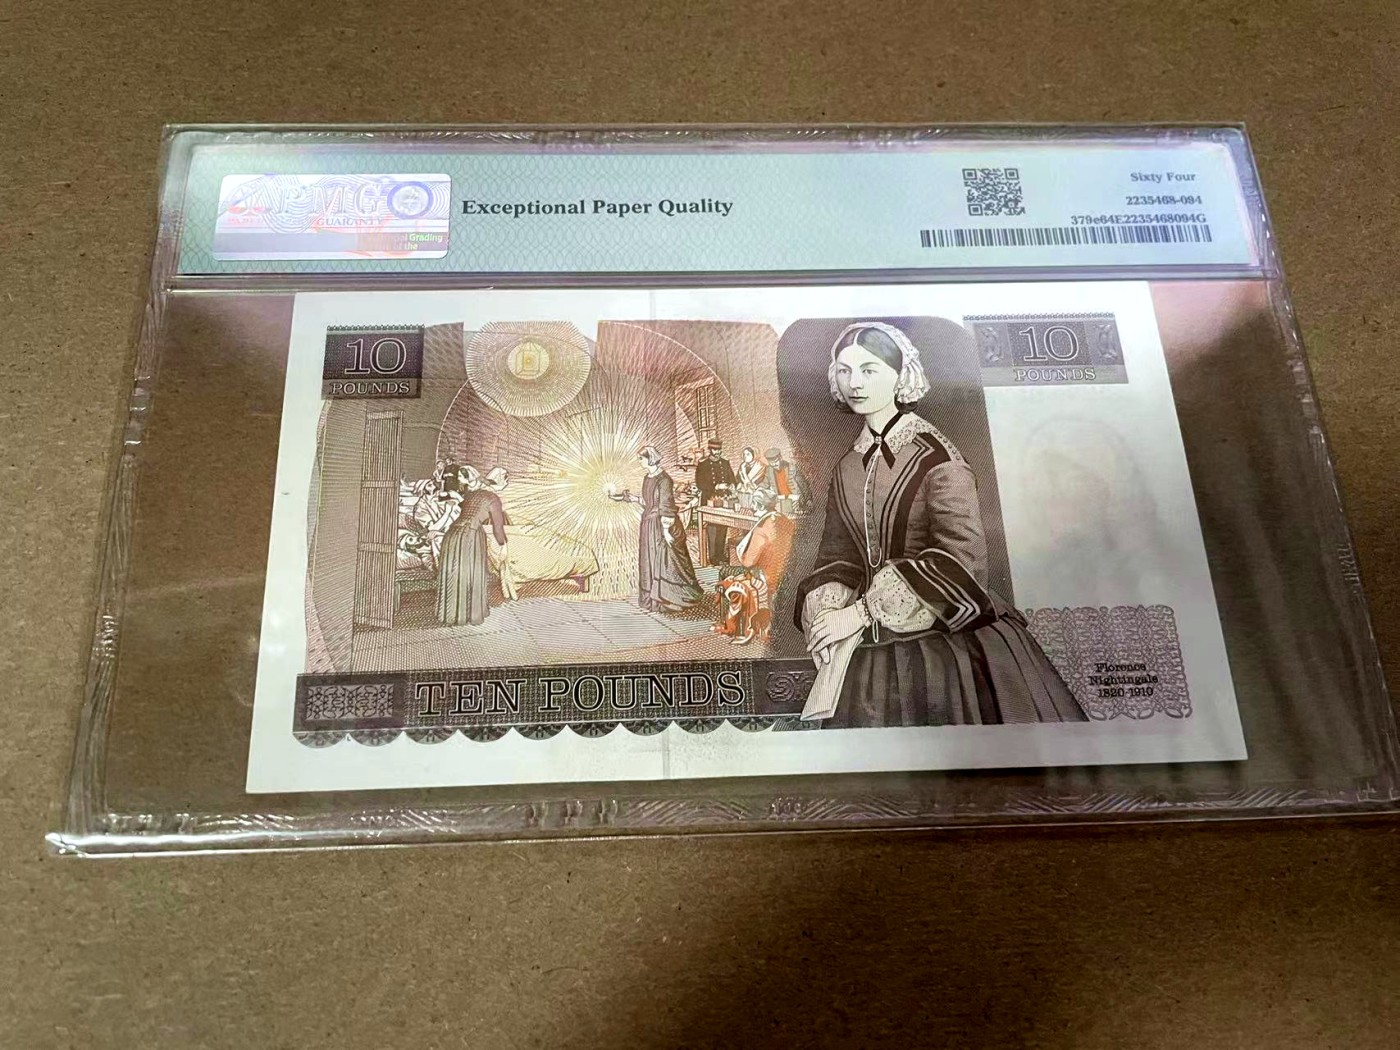 PMG
GUARANTY
Grading
of the
Exceptional Paper Quality
Sixty Four
2235468-094
379e64E2235468094G
10
POUNDS
10
POUNDS
TEN POUNDS
Florence
Nightingale
1820-1910